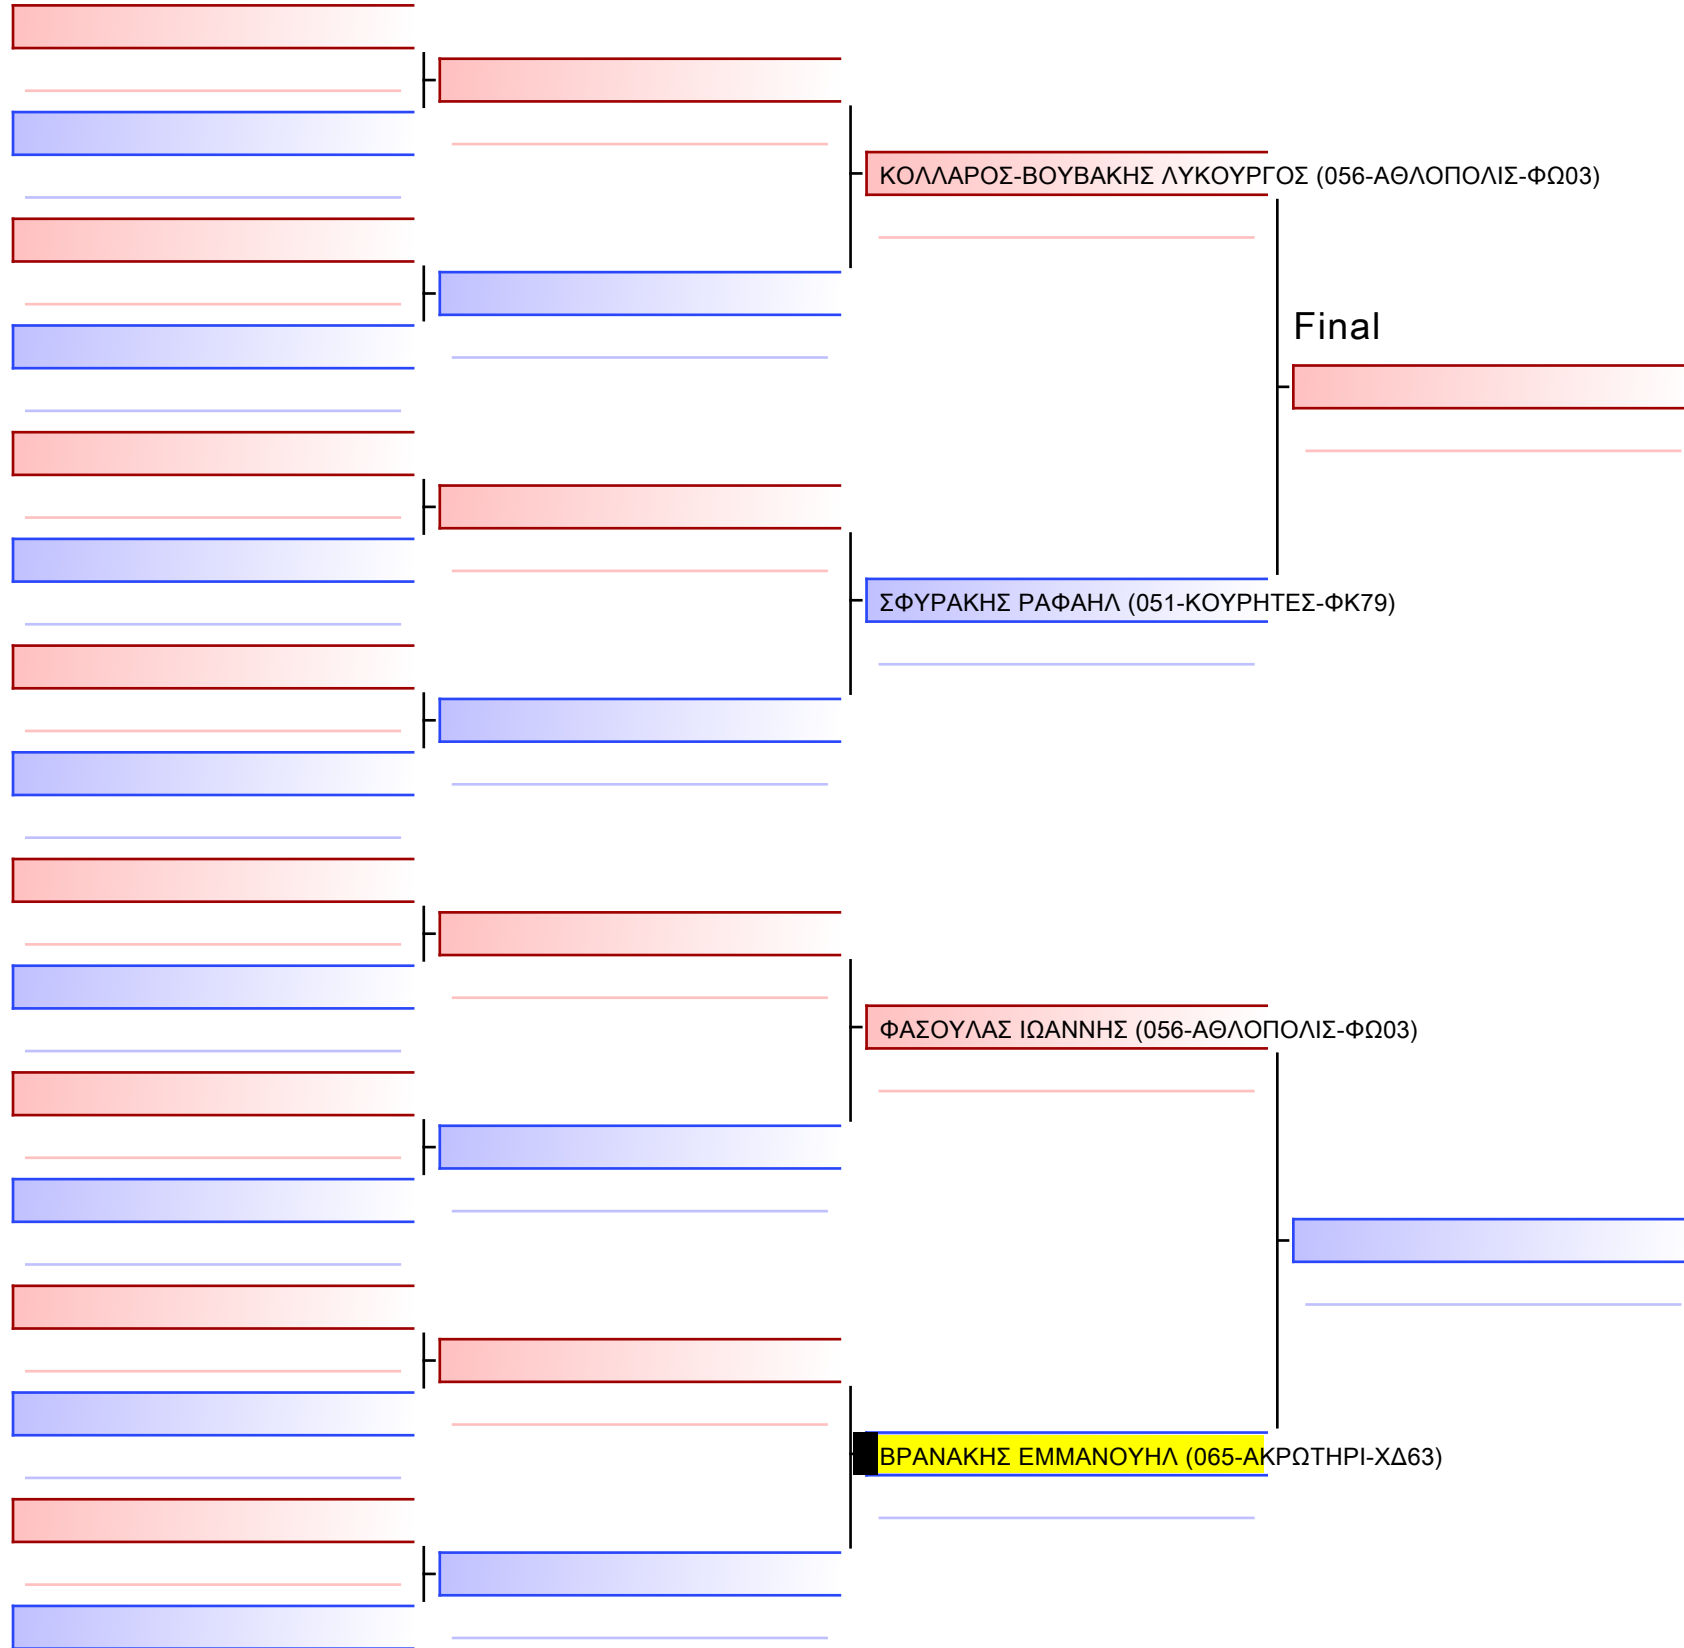 ΚΟΛΛΑΡΟΣ-ΒΟΥΒΑΚΗΣ ΛΥΚΟΥΡΓΟΣ (056-ΑΘΛΟΠΟΛΙΣ-ΦΩ03)
Final
ΣΦΥΡΑΚΗΣ ΡΑΦΑΗΛ (051-ΚΟΥΡΗΤΕΣ-ΦΚ79)
ΦΑΣΟΥΛΑΣ ΙΩΑΝΝΗΣ (056-ΑΘΛΟΠΟΛΙΣ-ΦΩ03)
ΒΡΑΝΑΚΗΣ ΕΜΜΑΝΟΥΗΛ (065-ΑΚΡΩΤΗΡΙ-ΧΔ63)